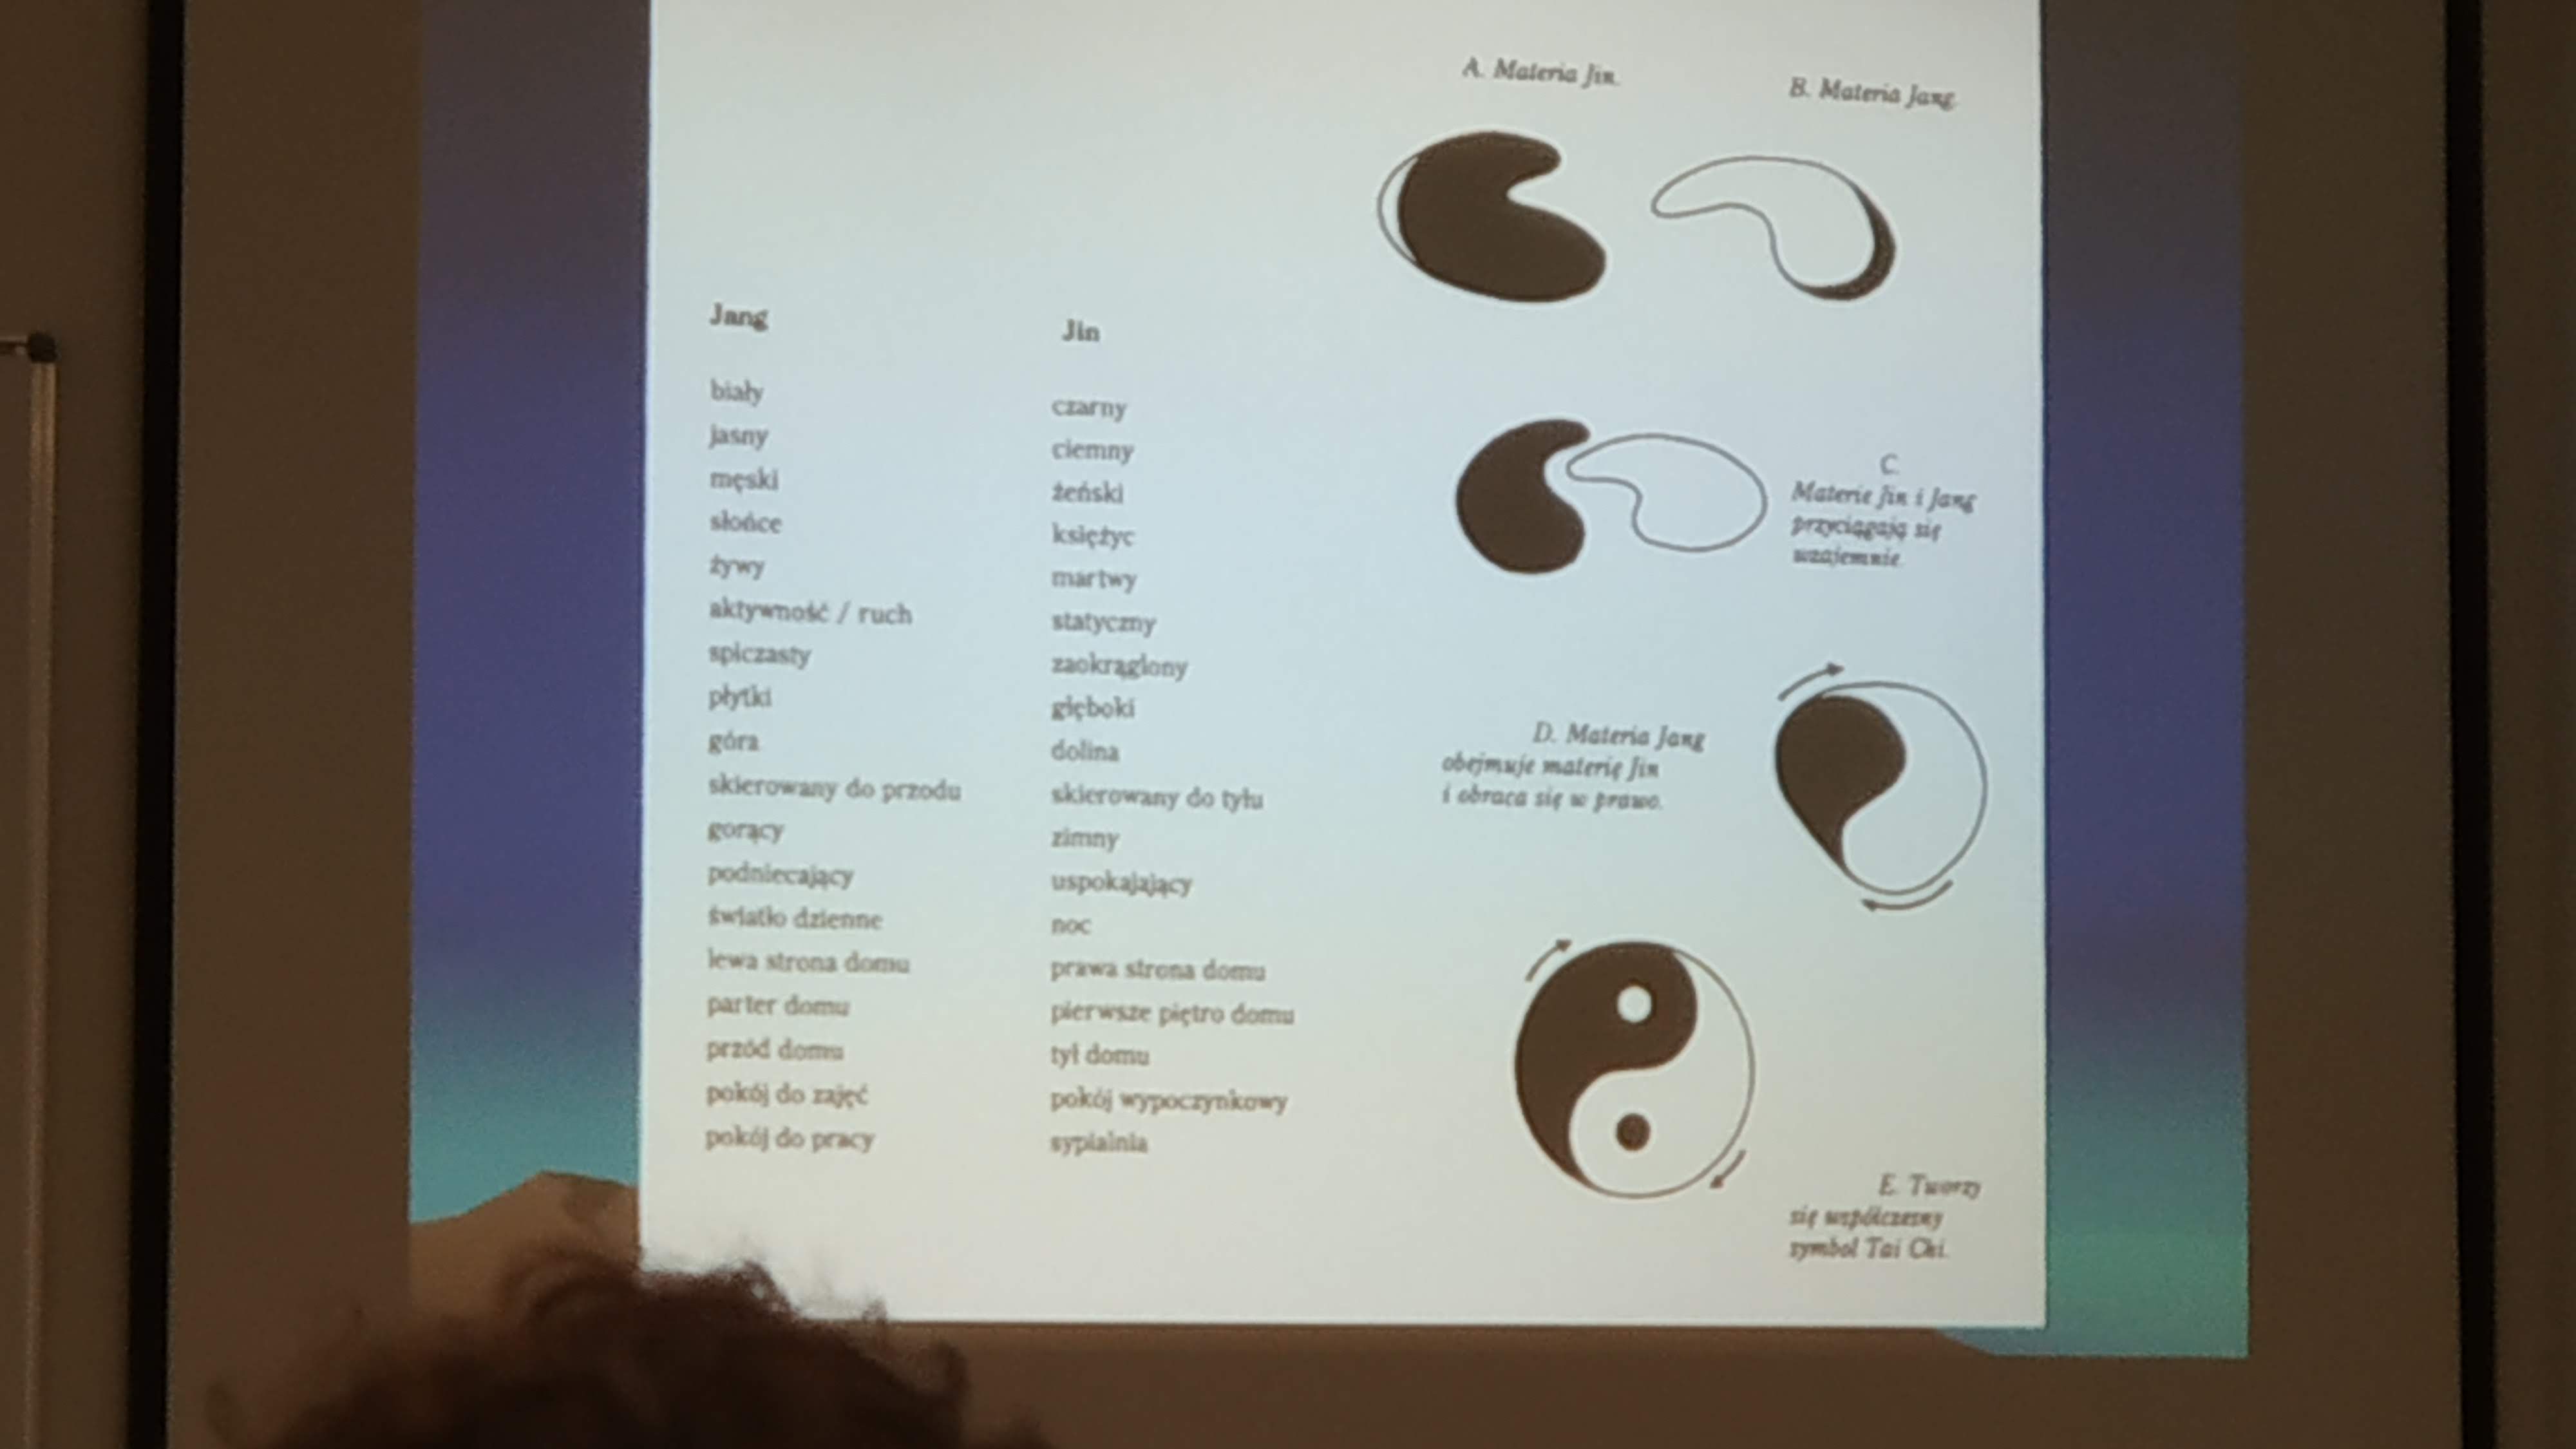 A. Materia Jin.
B. Materia Jang.
Jang
Jin
biały
czarny
jasny
ciemny
męski
żeński
słońce
księżyc
żywy
martwy
aktywność / ruch
statyczny
spiczasty
zaokrąglony
płytki
głęboki
góra
dolina
skierowany do przodu
skierowany do tyłu
gorący
zimny
podniecający
uspokajający
światło dzienne
noc
lewa strona domu
prawa strona domu
parter domu
pierwsze piętro domu
przód domu
tył domu
pokój do zajęć
pokój wypoczynkowy
pokój do pracy
sypialnia
C.
Materie Jin i Jang
przyciągają się
wzajemnie.
D. Materia Jang
obejmuje materię Jin
i obraca się w prawo.
E. Tworzy
się współczesny
symbol Tai Chi.